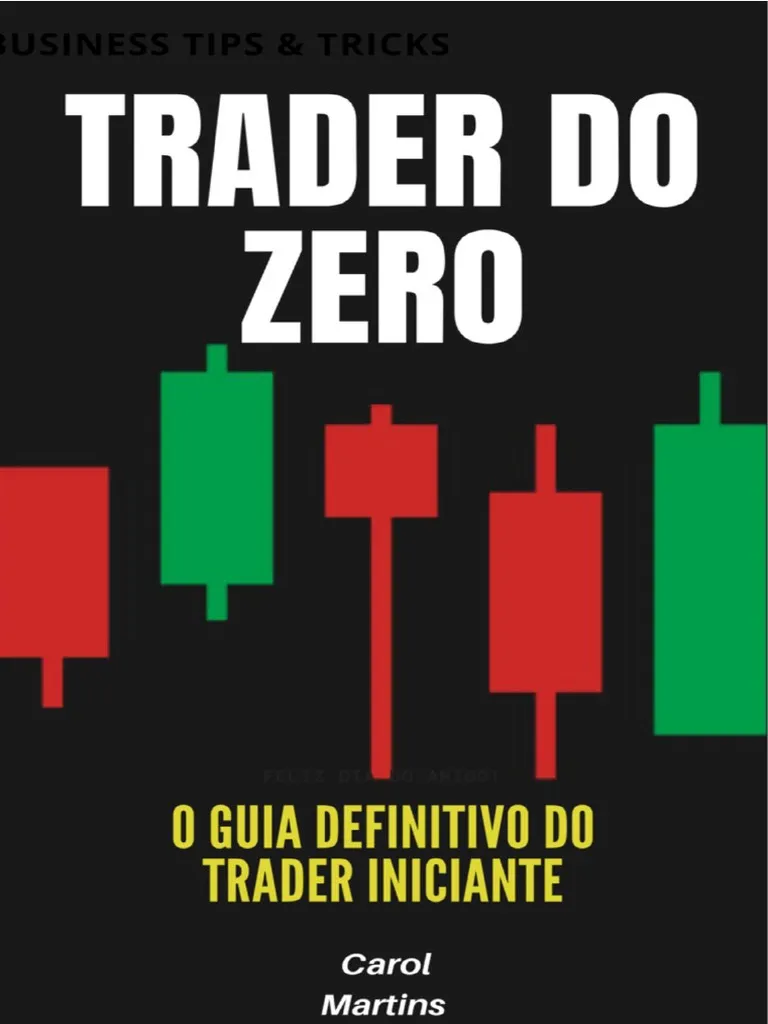 BUSINESS TIPS & TRICKS
TRADER DO
ZERO
O GUIA DEFINITIVO DO
TRADER INICIANTE
Carol
Martins